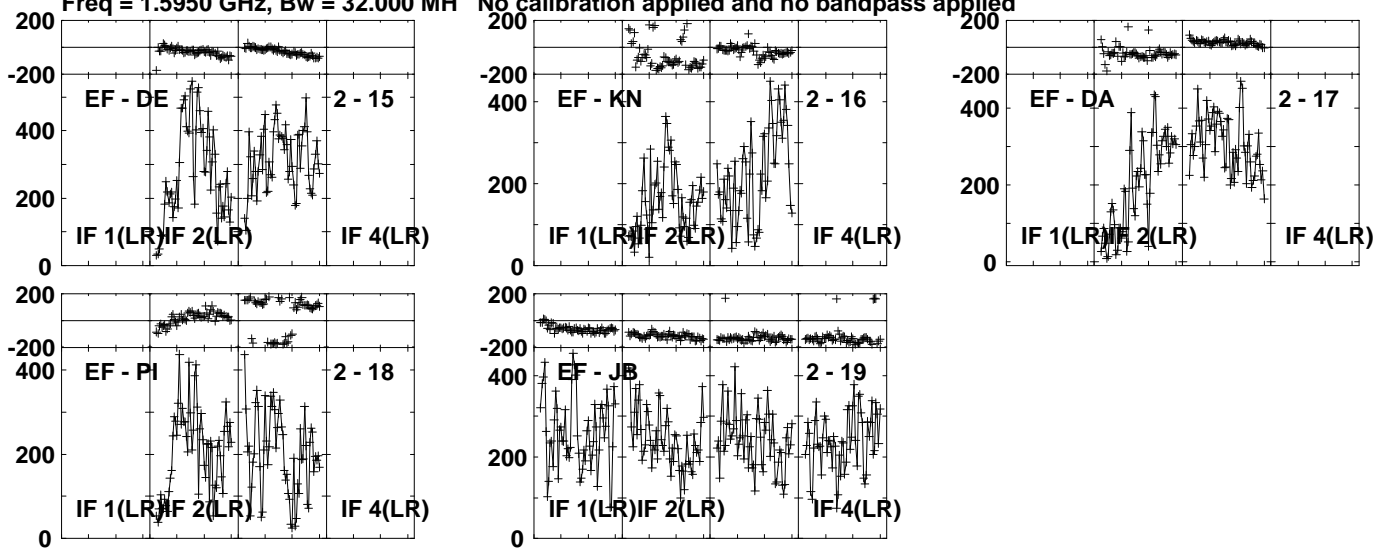 Freq = 1.5950 GHz, Bw = 32.000 MH No calibration applied and no bandpass applied
200
-200
EF - DE
2 - 15
400
200
0
IF 1(LR)
IF 2(LR)
IF 4(LR)
200
-200
EF - KN
2 - 16
400
200
0
IF 1(LR)
IF 2(LR)
IF 4(LR)
200
-200
EF - DA
2 - 17
400
200
0
IF 1(LR)
IF 2(LR)
IF 4(LR)
200
-200
EF - PI
2 - 18
400
200
0
IF 1(LR)
IF 2(LR)
IF 4(LR)
200
-200
EF - JB
2 - 19
400
200
0
IF 1(LR)
IF 2(LR)
IF 4(LR)